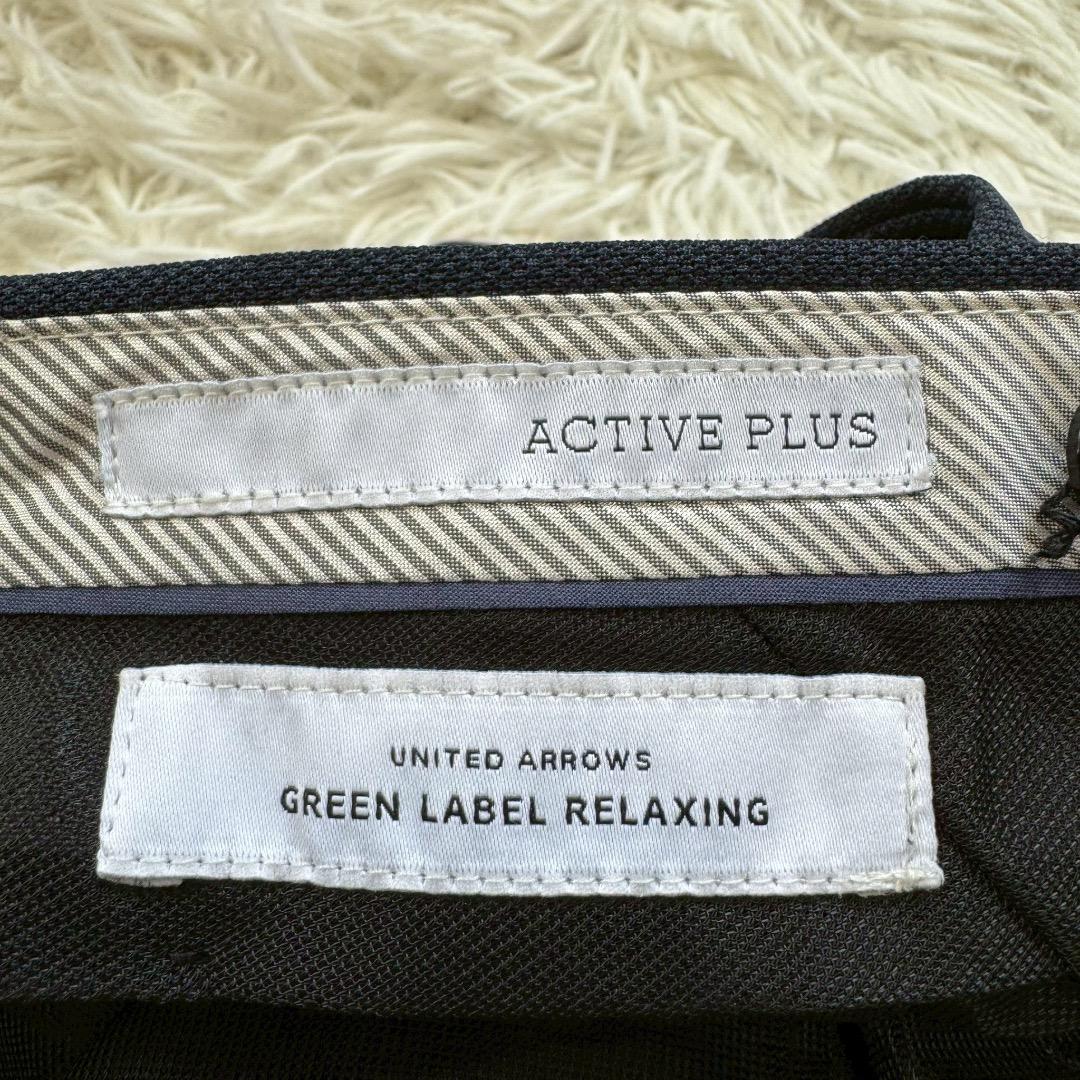 ACTIVE PLUS
UNITED ARROWS
GREEN LABEL RELAXING